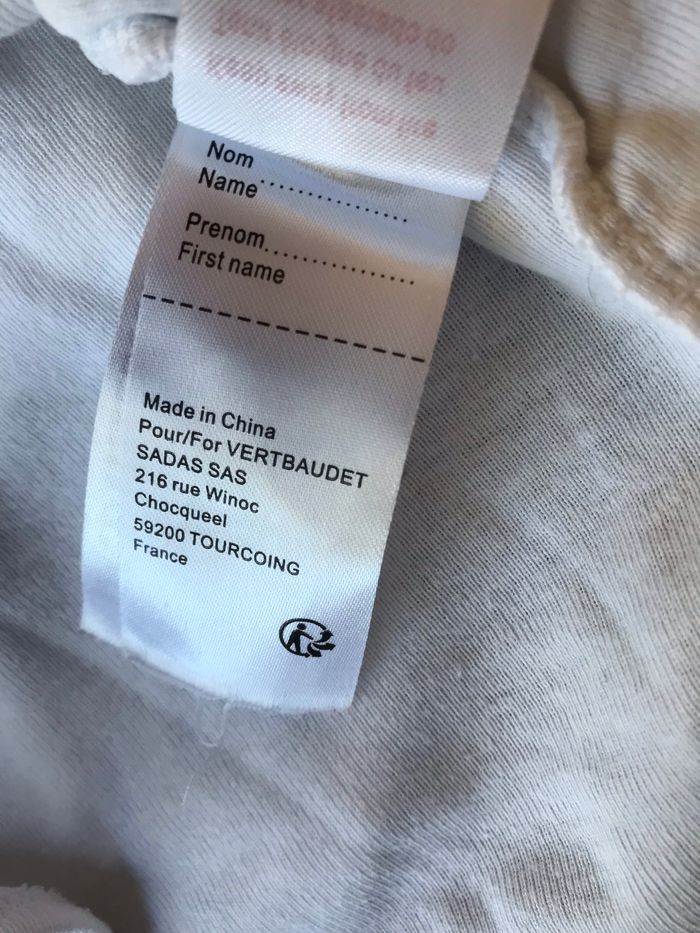 Nom
Name ................
Prenom................
First name
Made in China
Pour/For VERTBAUDET
SADAS SAS
216 rue Winoc
Chocqueel
59200 TOURCOING
France